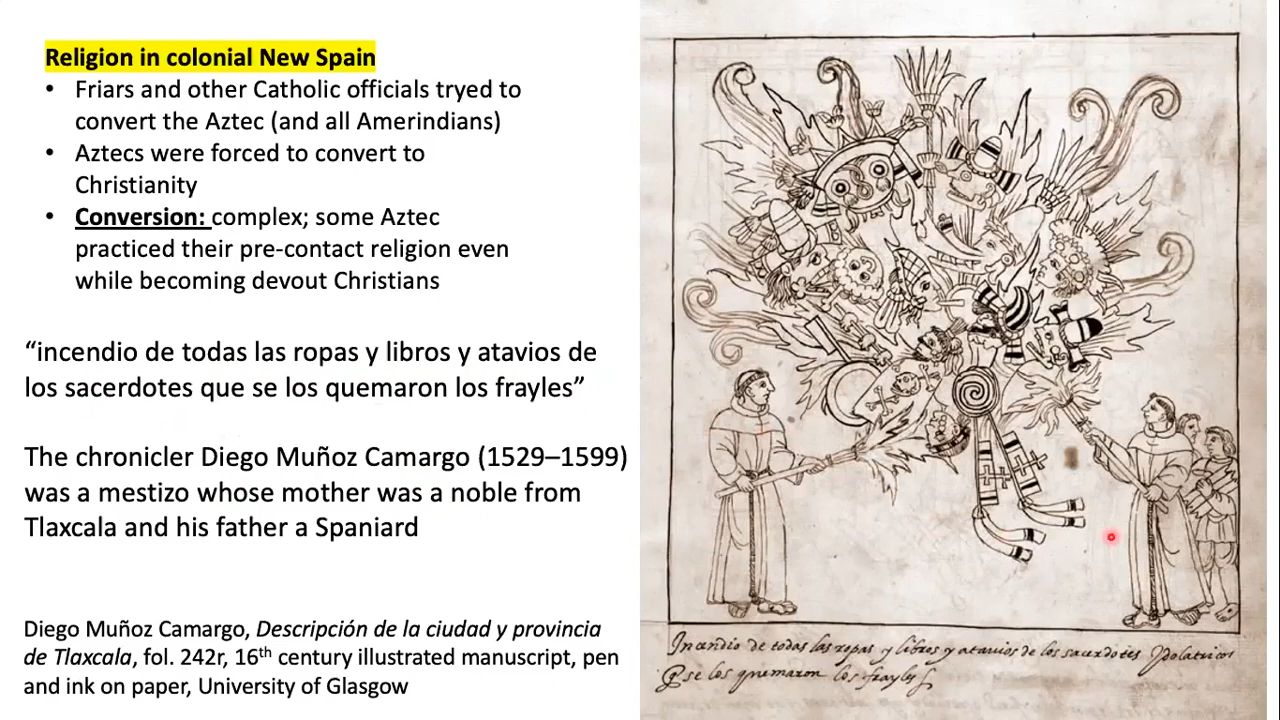 Religion in colonial New Spain
• Friars and other Catholic officials tryed to
convert the Aztec (and all Amerindians)
• Aztecs were forced to convert to
Christianity
• Conversion: complex; some Aztec
practiced their pre-contact religion even
while becoming devout Christians
“incendio de todas las ropas y libros y atavios de
los sacerdotes que se los quemaron los frayles”
The chronicler Diego Muñoz Camargo (1529–1599)
was a mestizo whose mother was a noble from
Tlaxcala and his father a Spaniard
Diego Muñoz Camargo, Descripción de la ciudad y provincia
de Tlaxcala, fol. 242r, 16th century illustrated manuscript, pen
and ink on paper, University of Glasgow
Incendio de todas las ropas y libros y atavios de los sacerdotes
se los quemaron los frayles